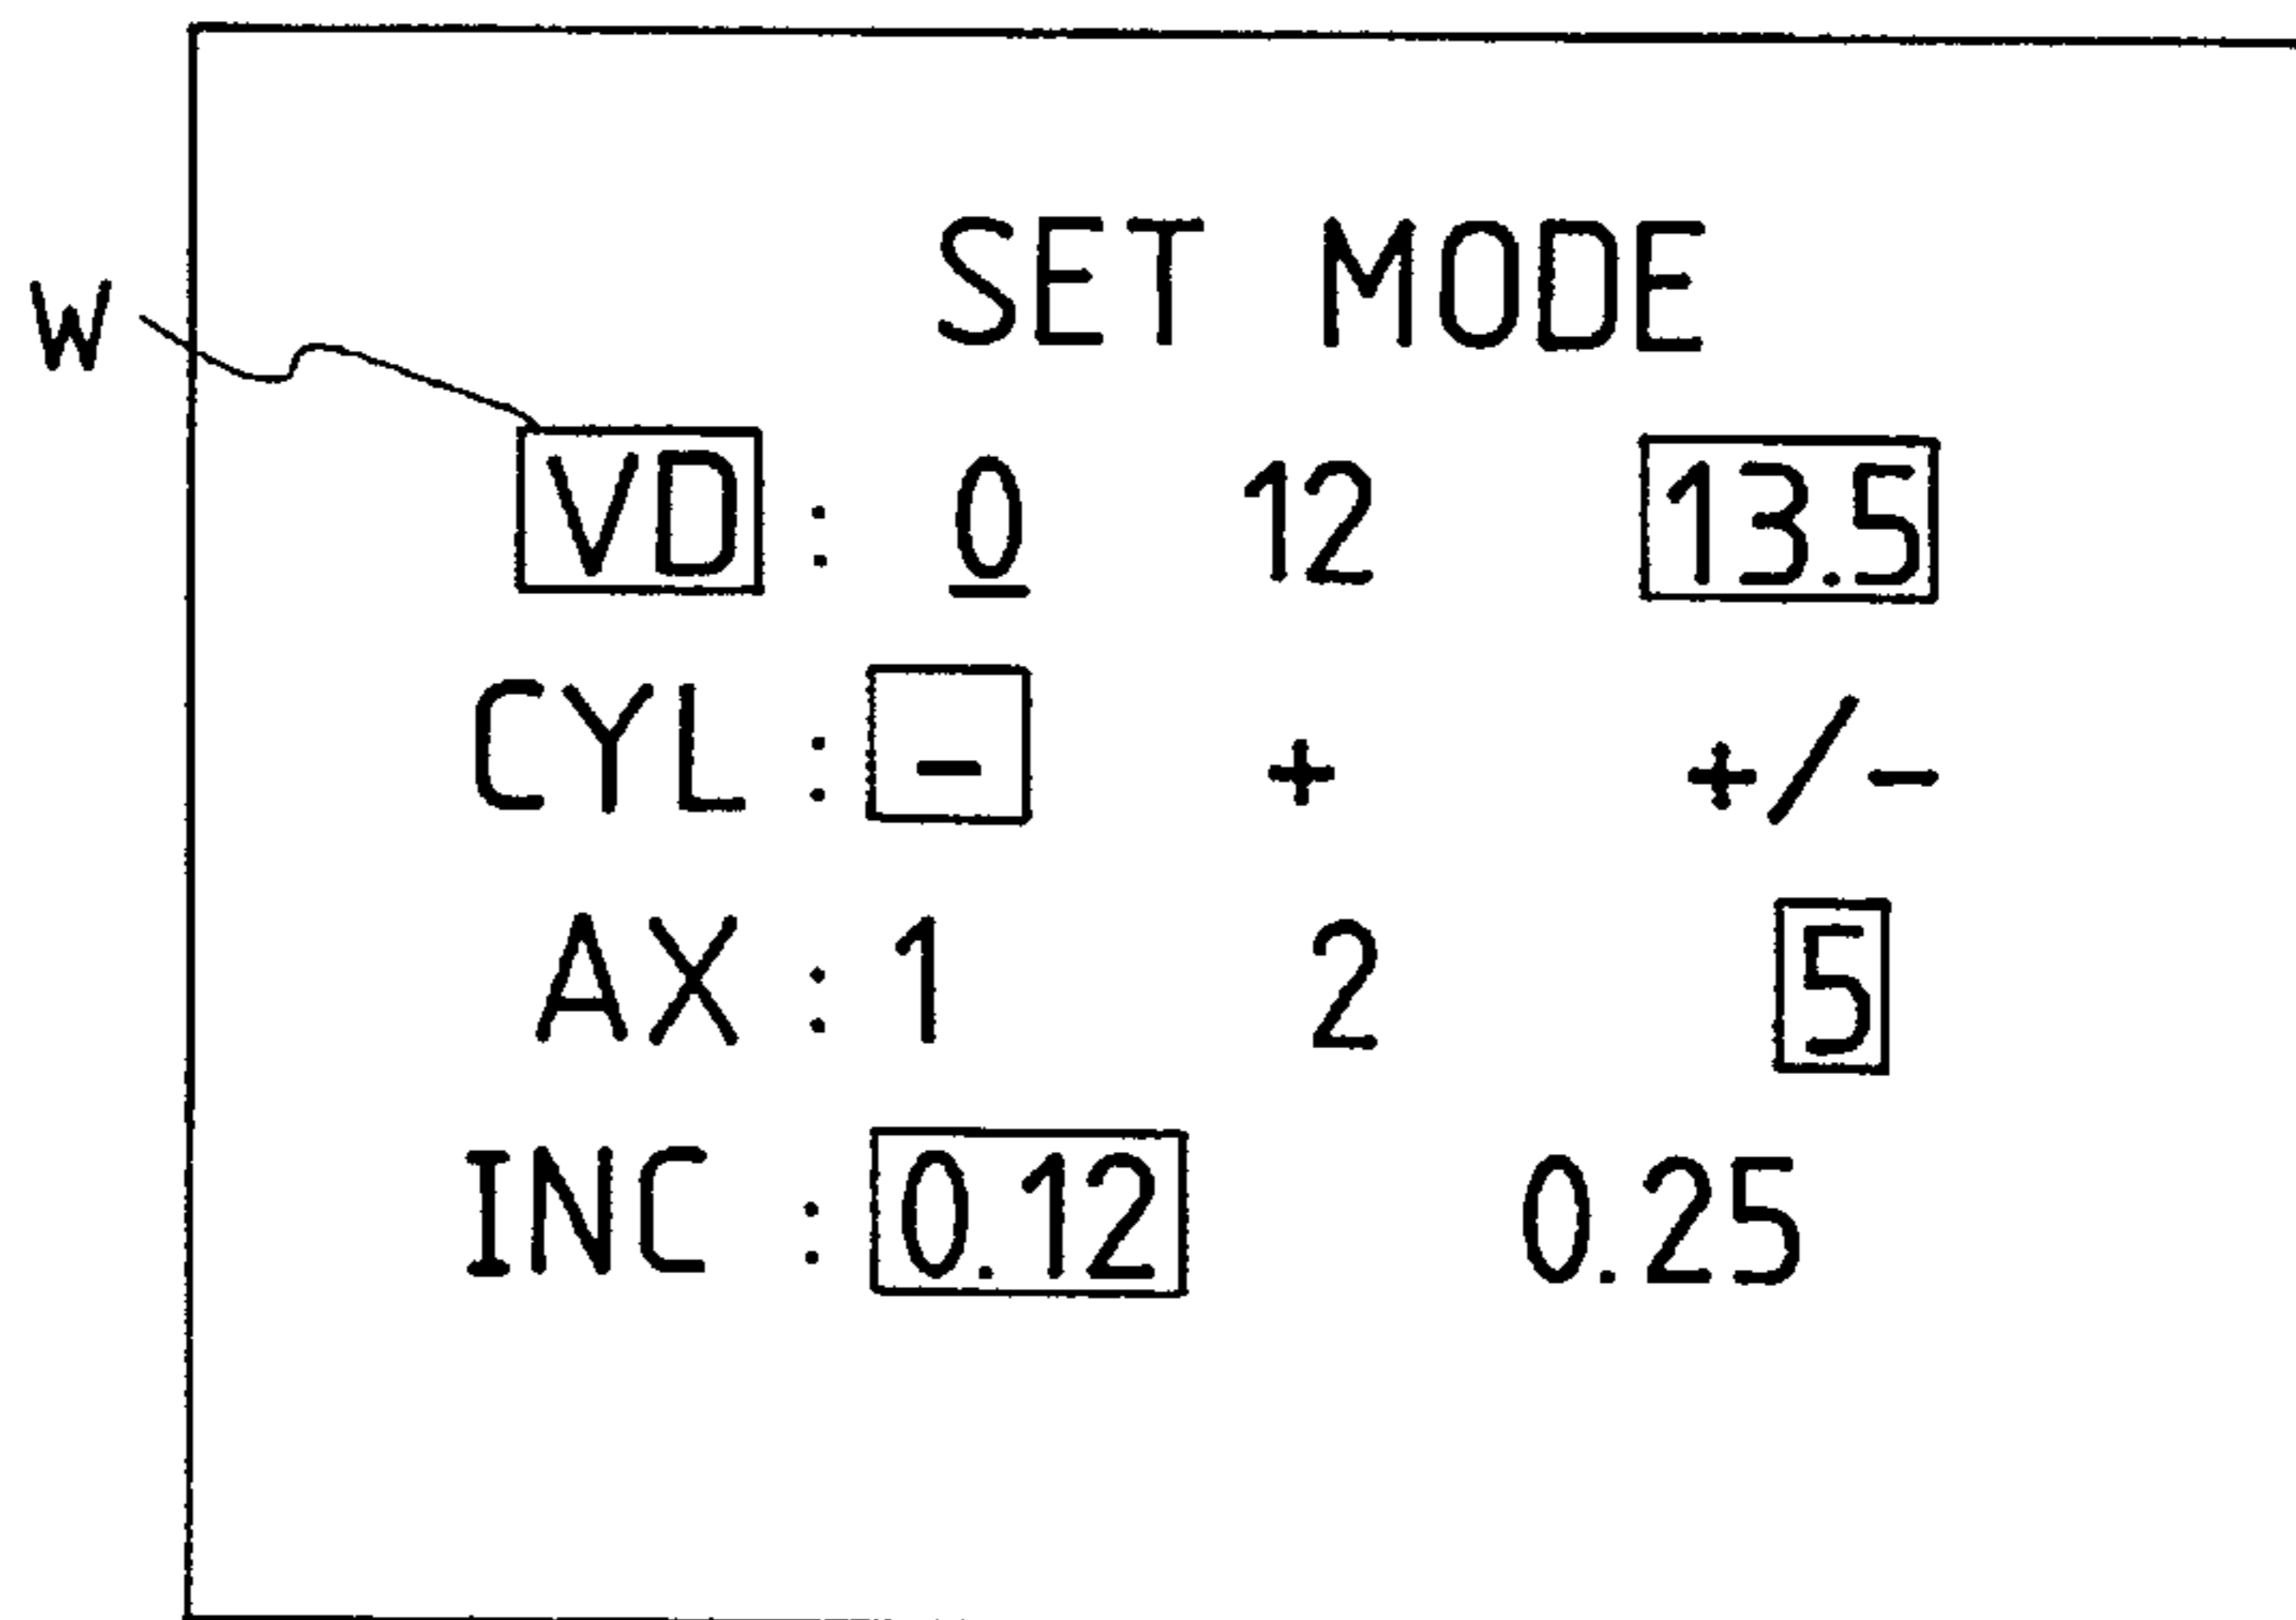 SET MODE
W
VD : 0 12 13.5
CYL : - + +/-
AX : 1 2 5
INC : 0.12 0.25